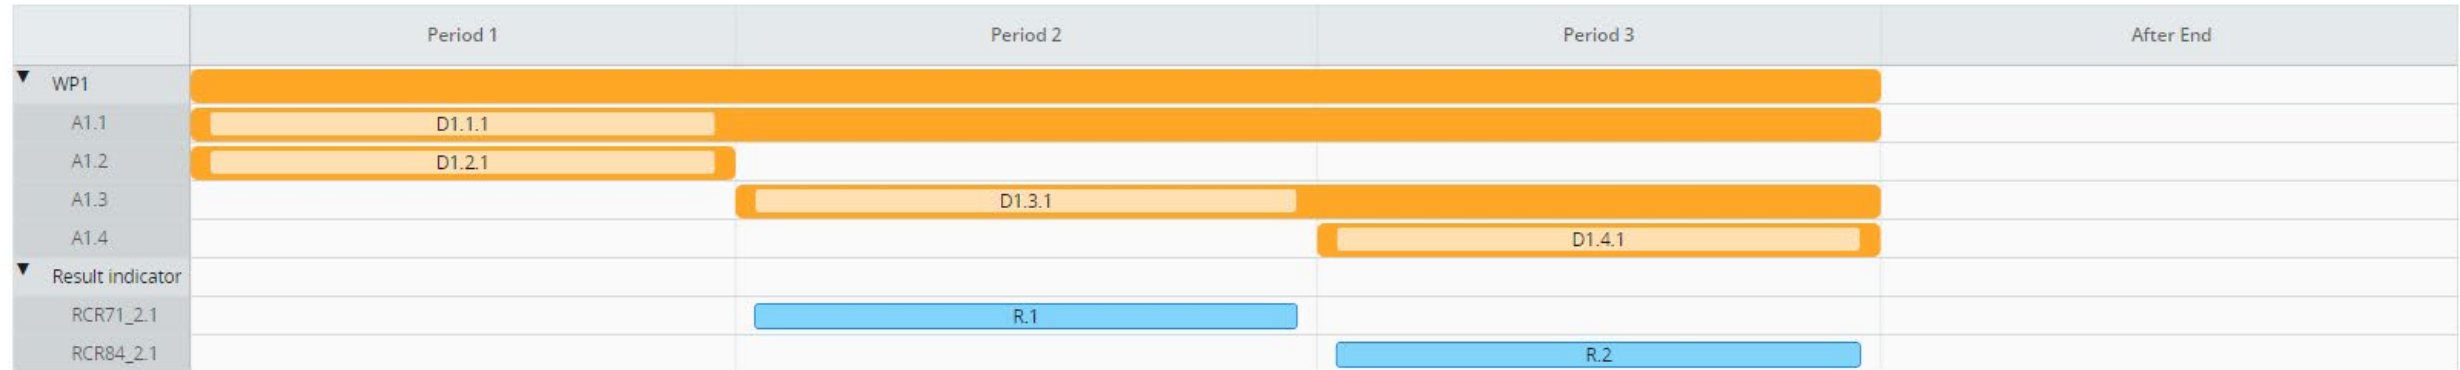 Period 1 Period 2 Period 3 After End
WP1
A1.1 D1.1.1
A1.2 D1.2.1
A1.3 D1.3.1
A1.4 D1.4.1
Result indicator
RCR71_2.1 R.1
RCR84_2.1 R.2